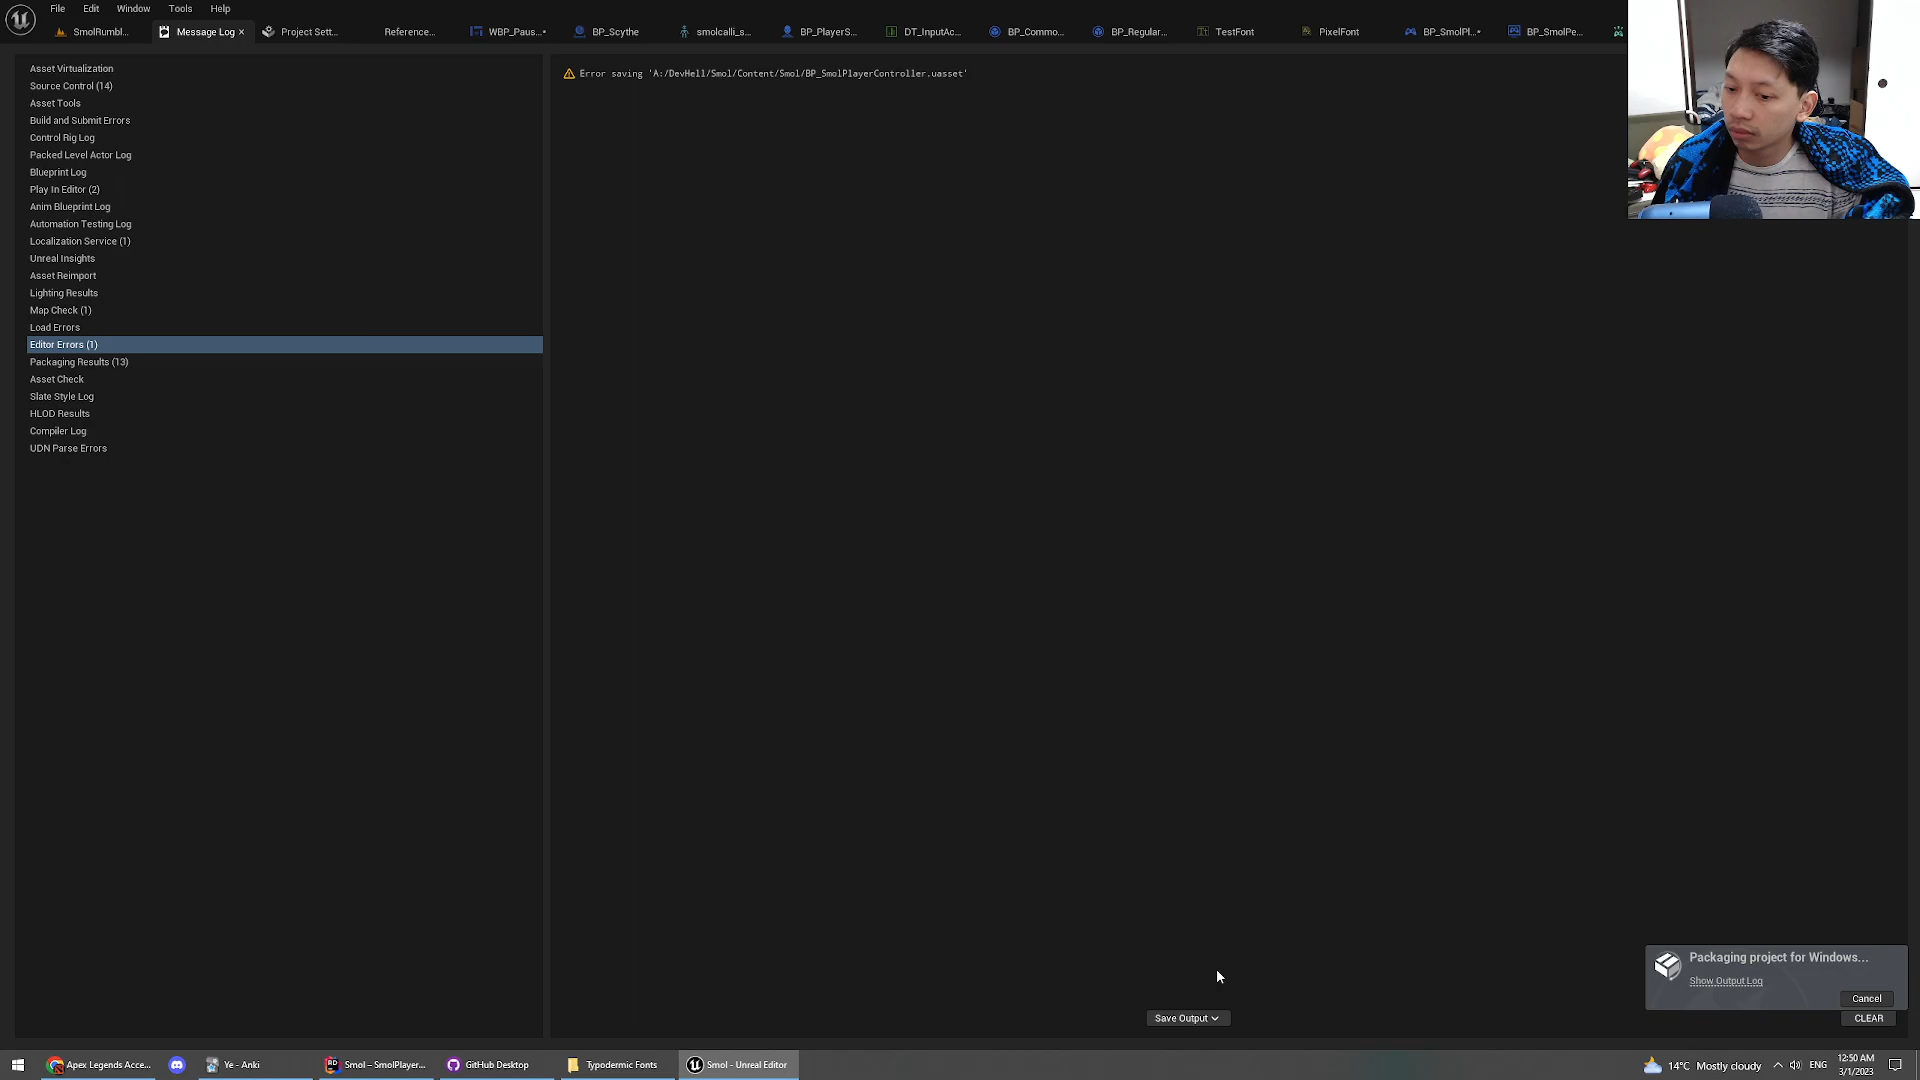 File Edit Window Tools Help
SmolRumbl... Message Log × Project Sett... Reference... WBP_Paus...• BP_Scythe smolcalli_s... BP_PlayerS... DT_InputAc... BP_Commo... BP_Regular... TestFont PixelFont BP_SmolPl...• BP_SmolPe...
Asset Virtualization
Source Control (14)
Asset Tools
Build and Submit Errors
Control Rig Log
Packed Level Actor Log
Blueprint Log
Play In Editor (2)
Anim Blueprint Log
Automation Testing Log
Localization Service (1)
Unreal Insights
Asset Reimport
Lighting Results
Map Check (1)
Load Errors
Editor Errors (1)
Packaging Results (13)
Asset Check
Slate Style Log
HLOD Results
Compiler Log
UDN Parse Errors
Error saving 'A:/DevHell/Smol/Content/Smol/BP_SmolPlayerController.uasset'
Packaging project for Windows...
Show Output Log
Cancel
Save Output
CLEAR
Apex Legends Acce... Ye - Anki Smol – SmolPlayer... GitHub Desktop Typodermic Fonts Smol - Unreal Editor 14°C Mostly cloudy ENG
12:50 AM
3/1/2023